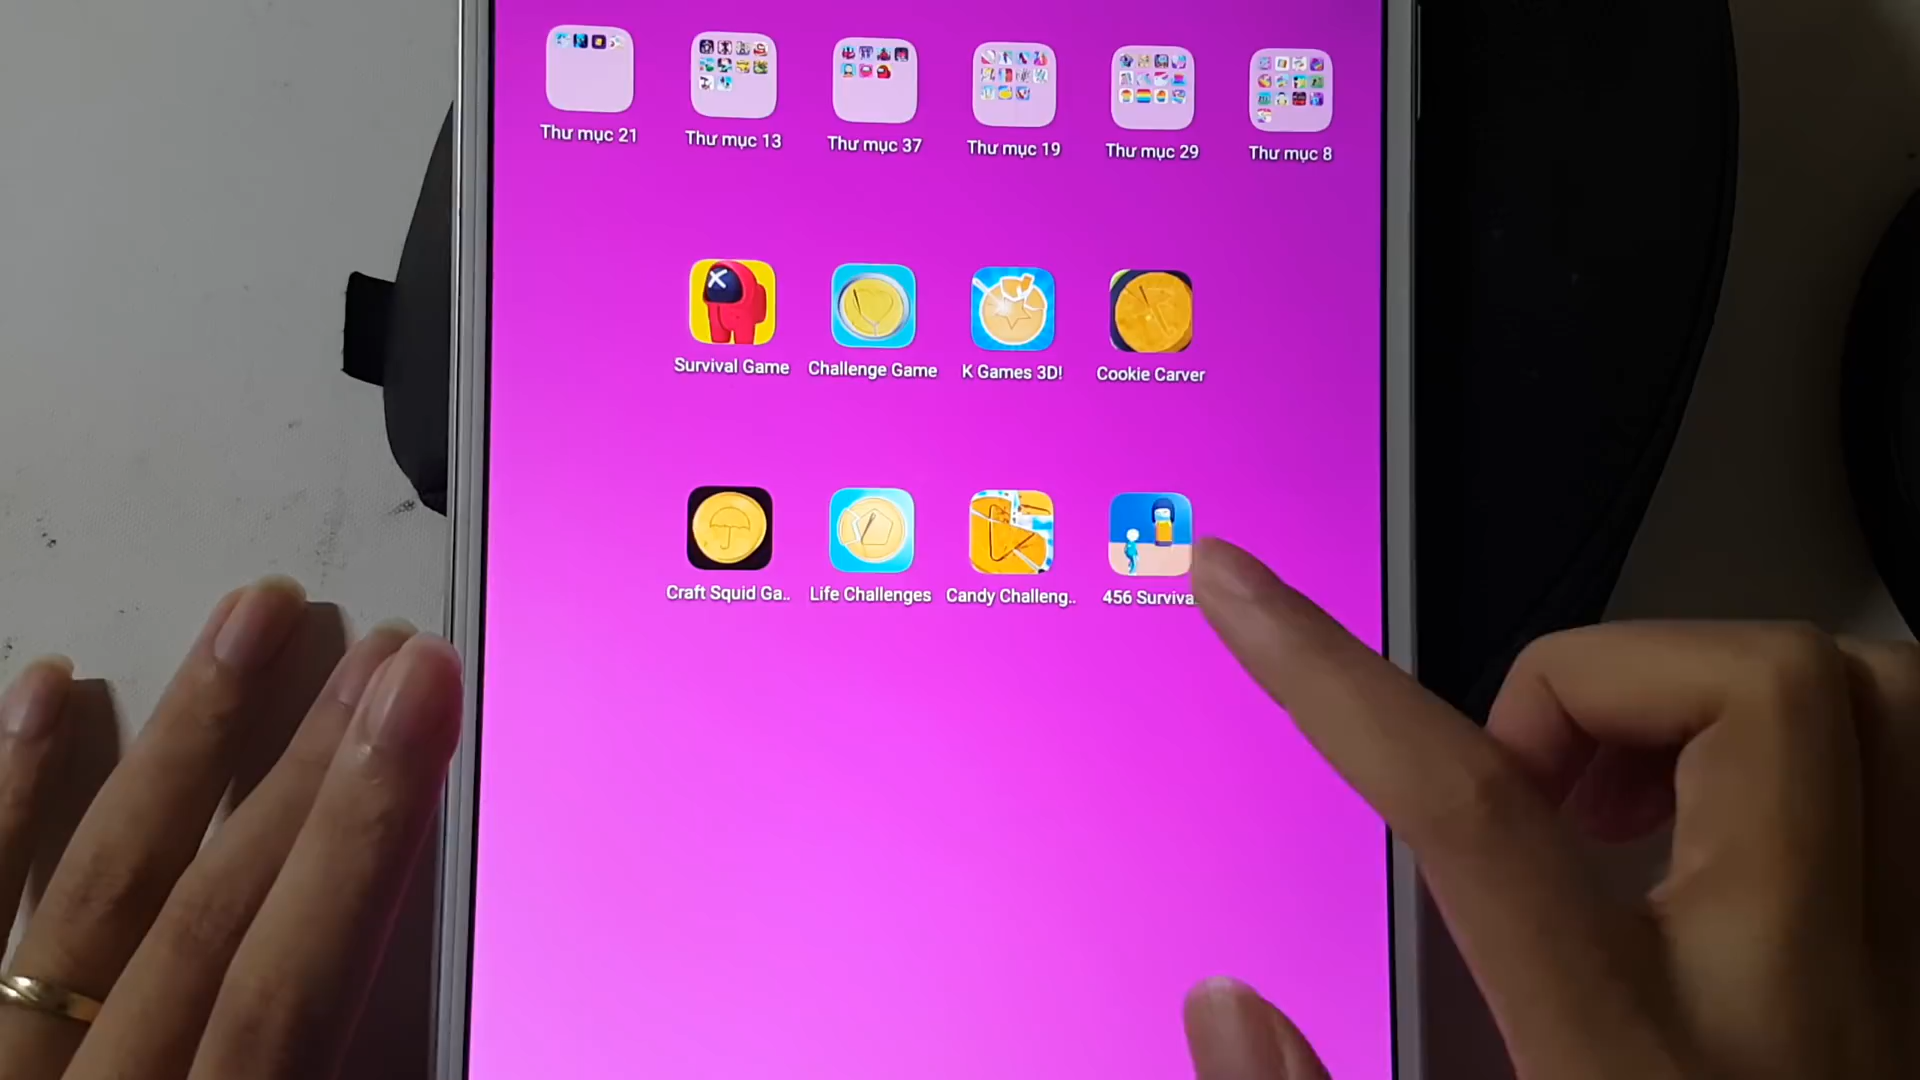 Thư mục 21
Thư mục 13
Thư mục 37
Thư mục 19
Thư mục 29
Thư mục 8
Survival Game
Challenge Game
K Games 3D!
Cookie Carver
Craft Squid Ga..
Life Challenges
Candy Challeng..
456 Surviva